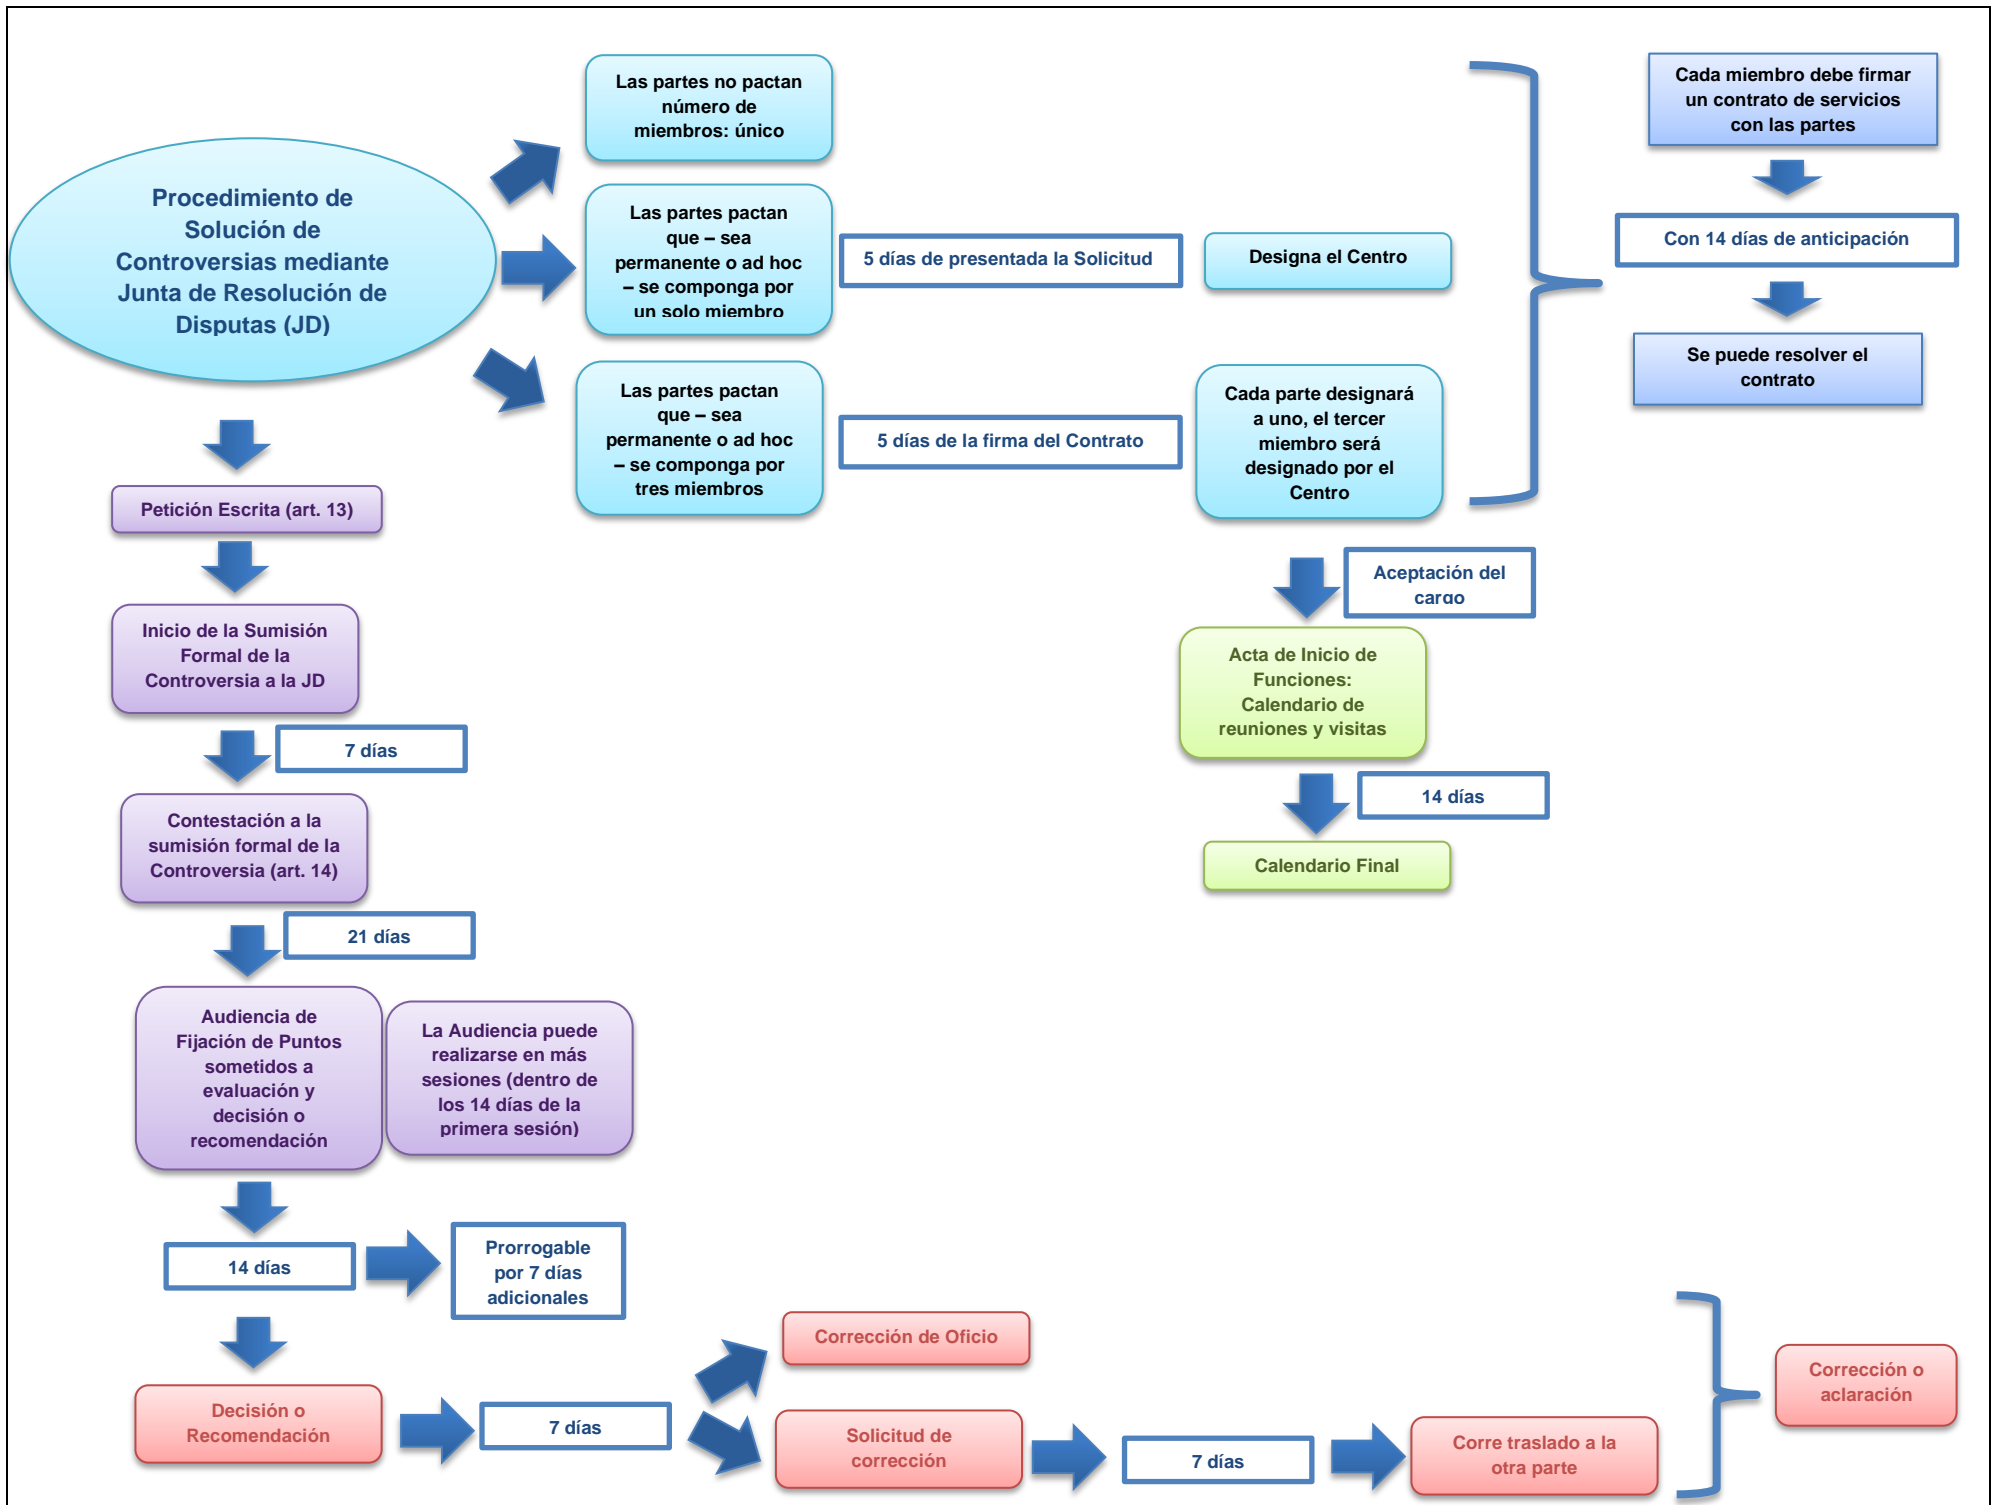 Procedimiento de
Solución de
Controversias mediante
Junta de Resolución de
Disputas (JD)
Las partes no pactan
número de
miembros: único
Las partes pactan
que – sea
permanente o ad hoc
– se componga por
un solo miembro
5 días de presentada la Solicitud
Designa el Centro
Las partes pactan
que – sea
permanente o ad hoc
– se componga por
tres miembros
5 días de la firma del Contrato
Cada parte designará
a uno, el tercer
miembro será
designado por el
Centro
Cada miembro debe firmar
un contrato de servicios
con las partes
Con 14 días de anticipación
Se puede resolver el
contrato
Aceptación del
cargo
Acta de Inicio de
Funciones:
Calendario de
reuniones y visitas
14 días
Calendario Final
Petición Escrita (art. 13)
Inicio de la Sumisión
Formal de la
Controversia a la JD
7 días
Contestación a la
sumisión formal de la
Controversia (art. 14)
21 días
Audiencia de
Fijación de Puntos
sometidos a
evaluación y
decisión o
recomendación
La Audiencia puede
realizarse en más
sesiones (dentro de
los 14 días de la
primera sesión)
14 días
Prorrogable
por 7 días
adicionales
Decisión o
Recomendación
7 días
Corrección de Oficio
Solicitud de
corrección
7 días
Corre traslado a la
otra parte
Corrección o
aclaración